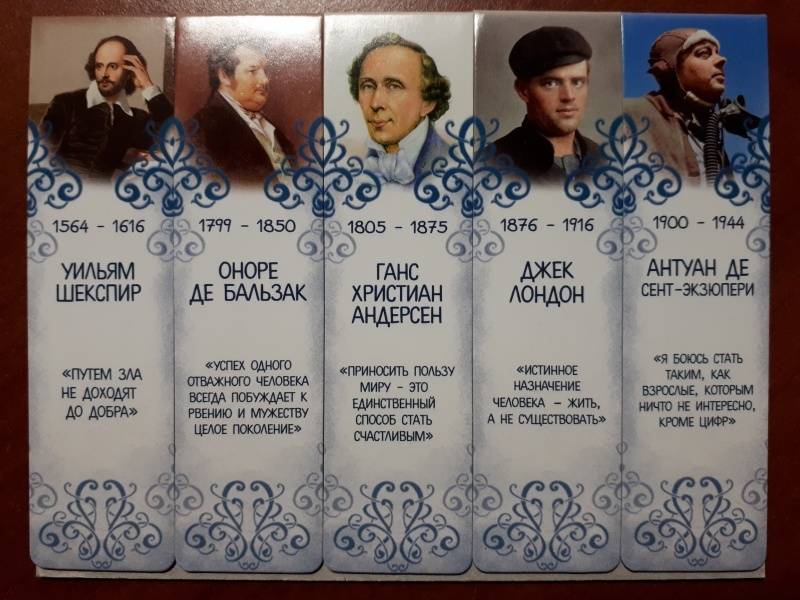 1564 - 1616
УИЛЬЯМ
ШЕКСПИР
«ПУТЕМ ЗЛА
НЕ ДОХОДЯТ
ДО ДОБРА»
1799 - 1850
ОНОРЕ
ДЕ БАЛЬЗАК
«УСПЕХ ОДНОГО
ОТВАЖНОГО ЧЕЛОВЕКА
ВСЕГДА ПОБУЖДАЕТ К
РВЕНИЮ И МУЖЕСТВУ
ЦЕЛОЕ ПОКОЛЕНИЕ»
1805 - 1875
ГАНС
ХРИСТИАН
АНДЕРСЕН
«ПРИНОСИТЬ ПОЛЬЗУ
МИРУ - ЭТО
ЕДИНСТВЕННЫЙ
СПОСОБ СТАТЬ
СЧАСТЛИВЫМ»
1876 - 1916
ДЖЕК
ЛОНДОН
«ИСТИННОЕ
НАЗНАЧЕНИЕ
ЧЕЛОВЕКА - ЖИТЬ,
А НЕ СУЩЕСТВОВАТЬ»
1900 - 1944
АНТУАН ДЕ
СЕНТ-ЭКЗЮПЕРИ
«Я БОЮСЬ СТАТЬ
ТАКИМ, КАК
ВЗРОСЛЫЕ, КОТОРЫМ
НИЧТО НЕ ИНТЕРЕСНО,
КРОМЕ ЦИФР»